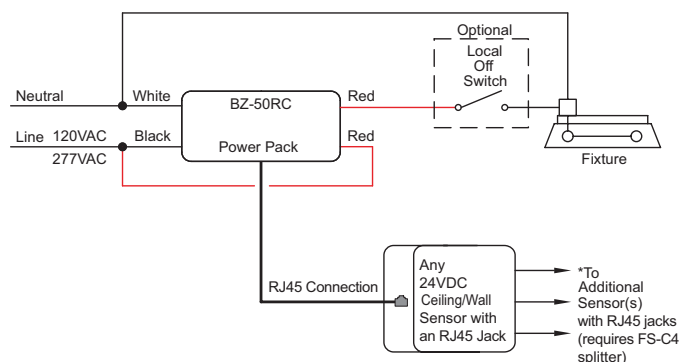 Optional
Local
Off
Switch
Neutral
White
BZ-50RC
Red
Line 120VAC
277VAC
Black
Power Pack
Red
Fixture
RJ45 Connection
Any
24VDC
Ceiling/Wall
Sensor with
an RJ45 Jack
*To
Additional
Sensor(s)
with RJ45 jacks
(requires FS-C4
splitter)